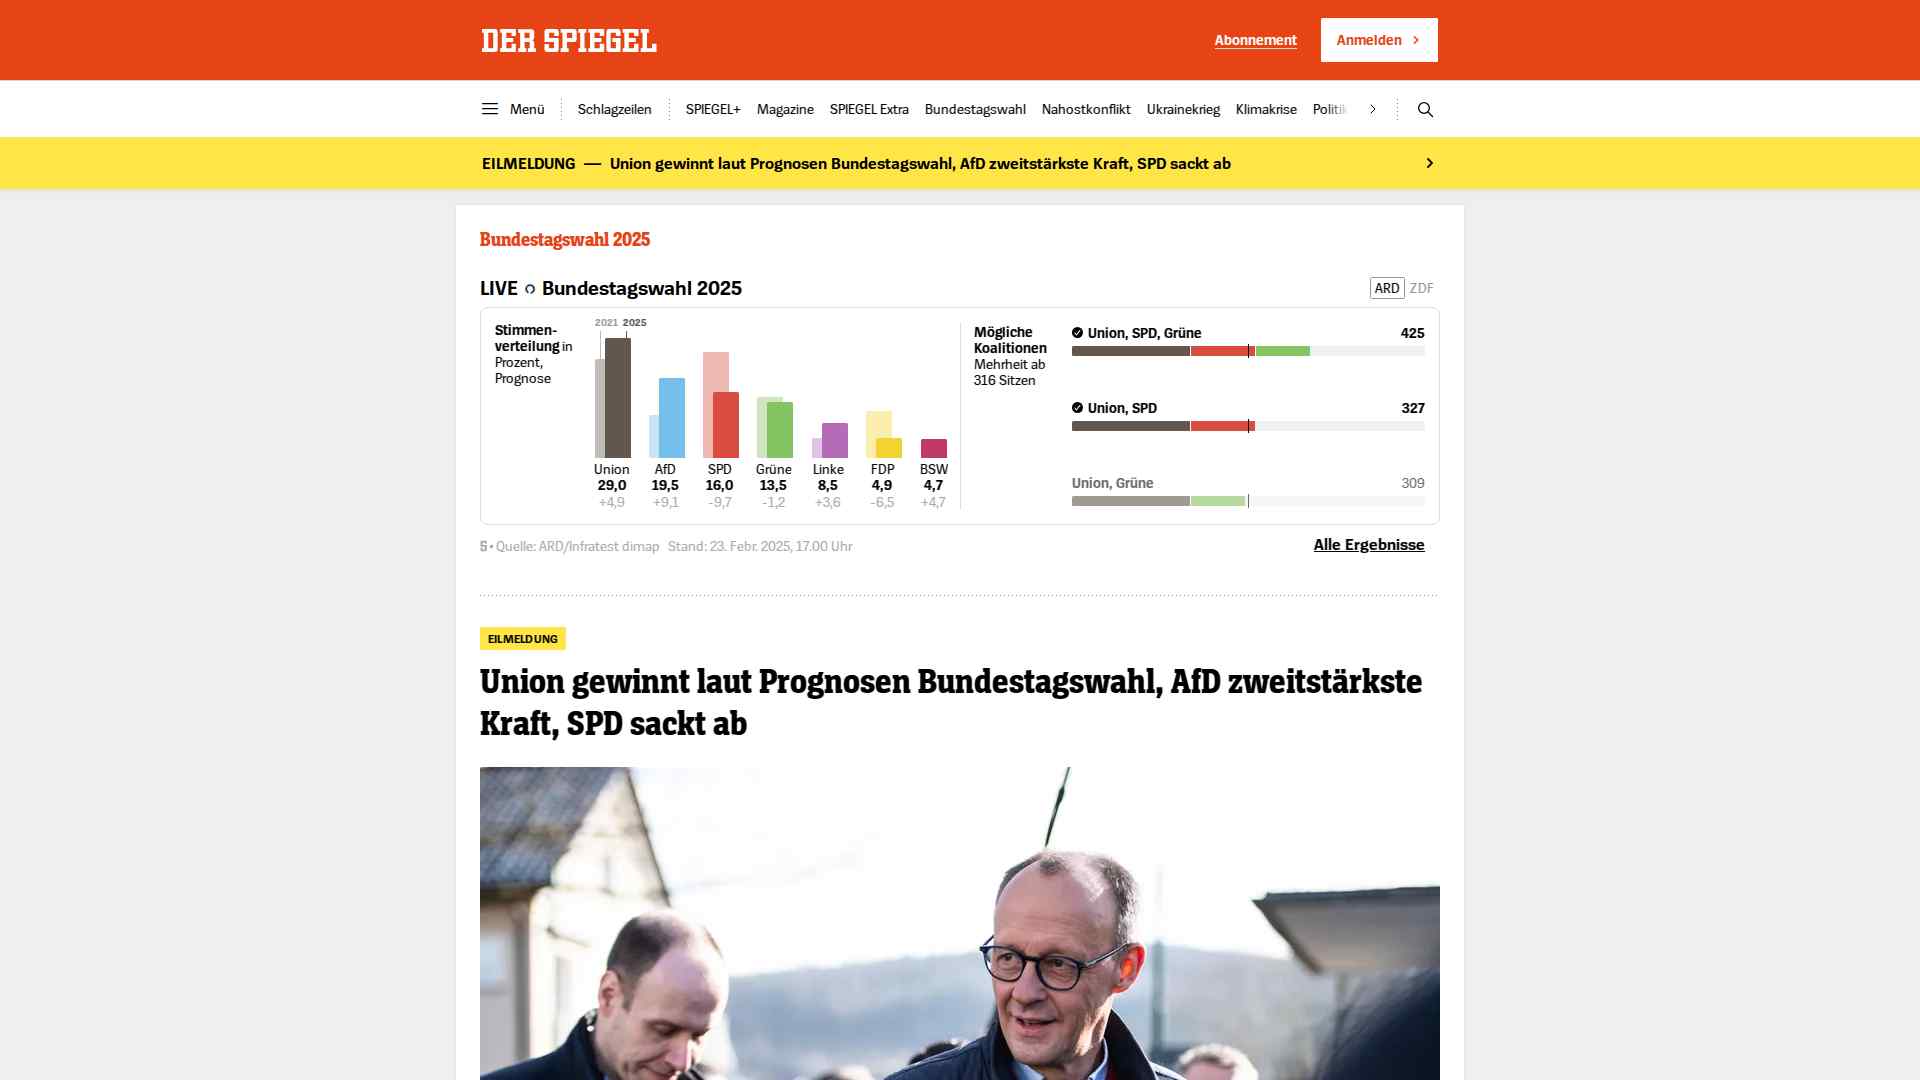 DER SPIEGEL
Abonnement
Anmelden
Menü
Schlagzeilen
SPIEGEL+
Magazine
SPIEGEL Extra
Bundestagswahl
Nahostkonflikt
Ukrainekrieg
Klimakrise
Politik
EILMELDUNG — Union gewinnt laut Prognosen Bundestagswahl, AfD zweitstärkste Kraft, SPD sackt ab
Bundestagswahl 2025
LIVE Bundestagswahl 2025
ARD ZDF
Stimmen-
verteilung in
Prozent,
Prognose
2021 2025
Union AfD SPD Grüne Linke FDP BSW
29,0 19,5 16,0 13,5 8,5 4,9 4,7
+4,9 +9,1 -9,7 -1,2 +3,6 -6,5 +4,7
Mögliche
Koalitionen
Mehrheit ab
316 Sitzen
Union, SPD, Grüne 425
Union, SPD 327
Union, Grüne 309
S • Quelle: ARD/Infratest dimap Stand: 23. Febr. 2025, 17.00 Uhr
Alle Ergebnisse
EILMELDUNG
Union gewinnt laut Prognosen Bundestagswahl, AfD zweitstärkste
Kraft, SPD sackt ab